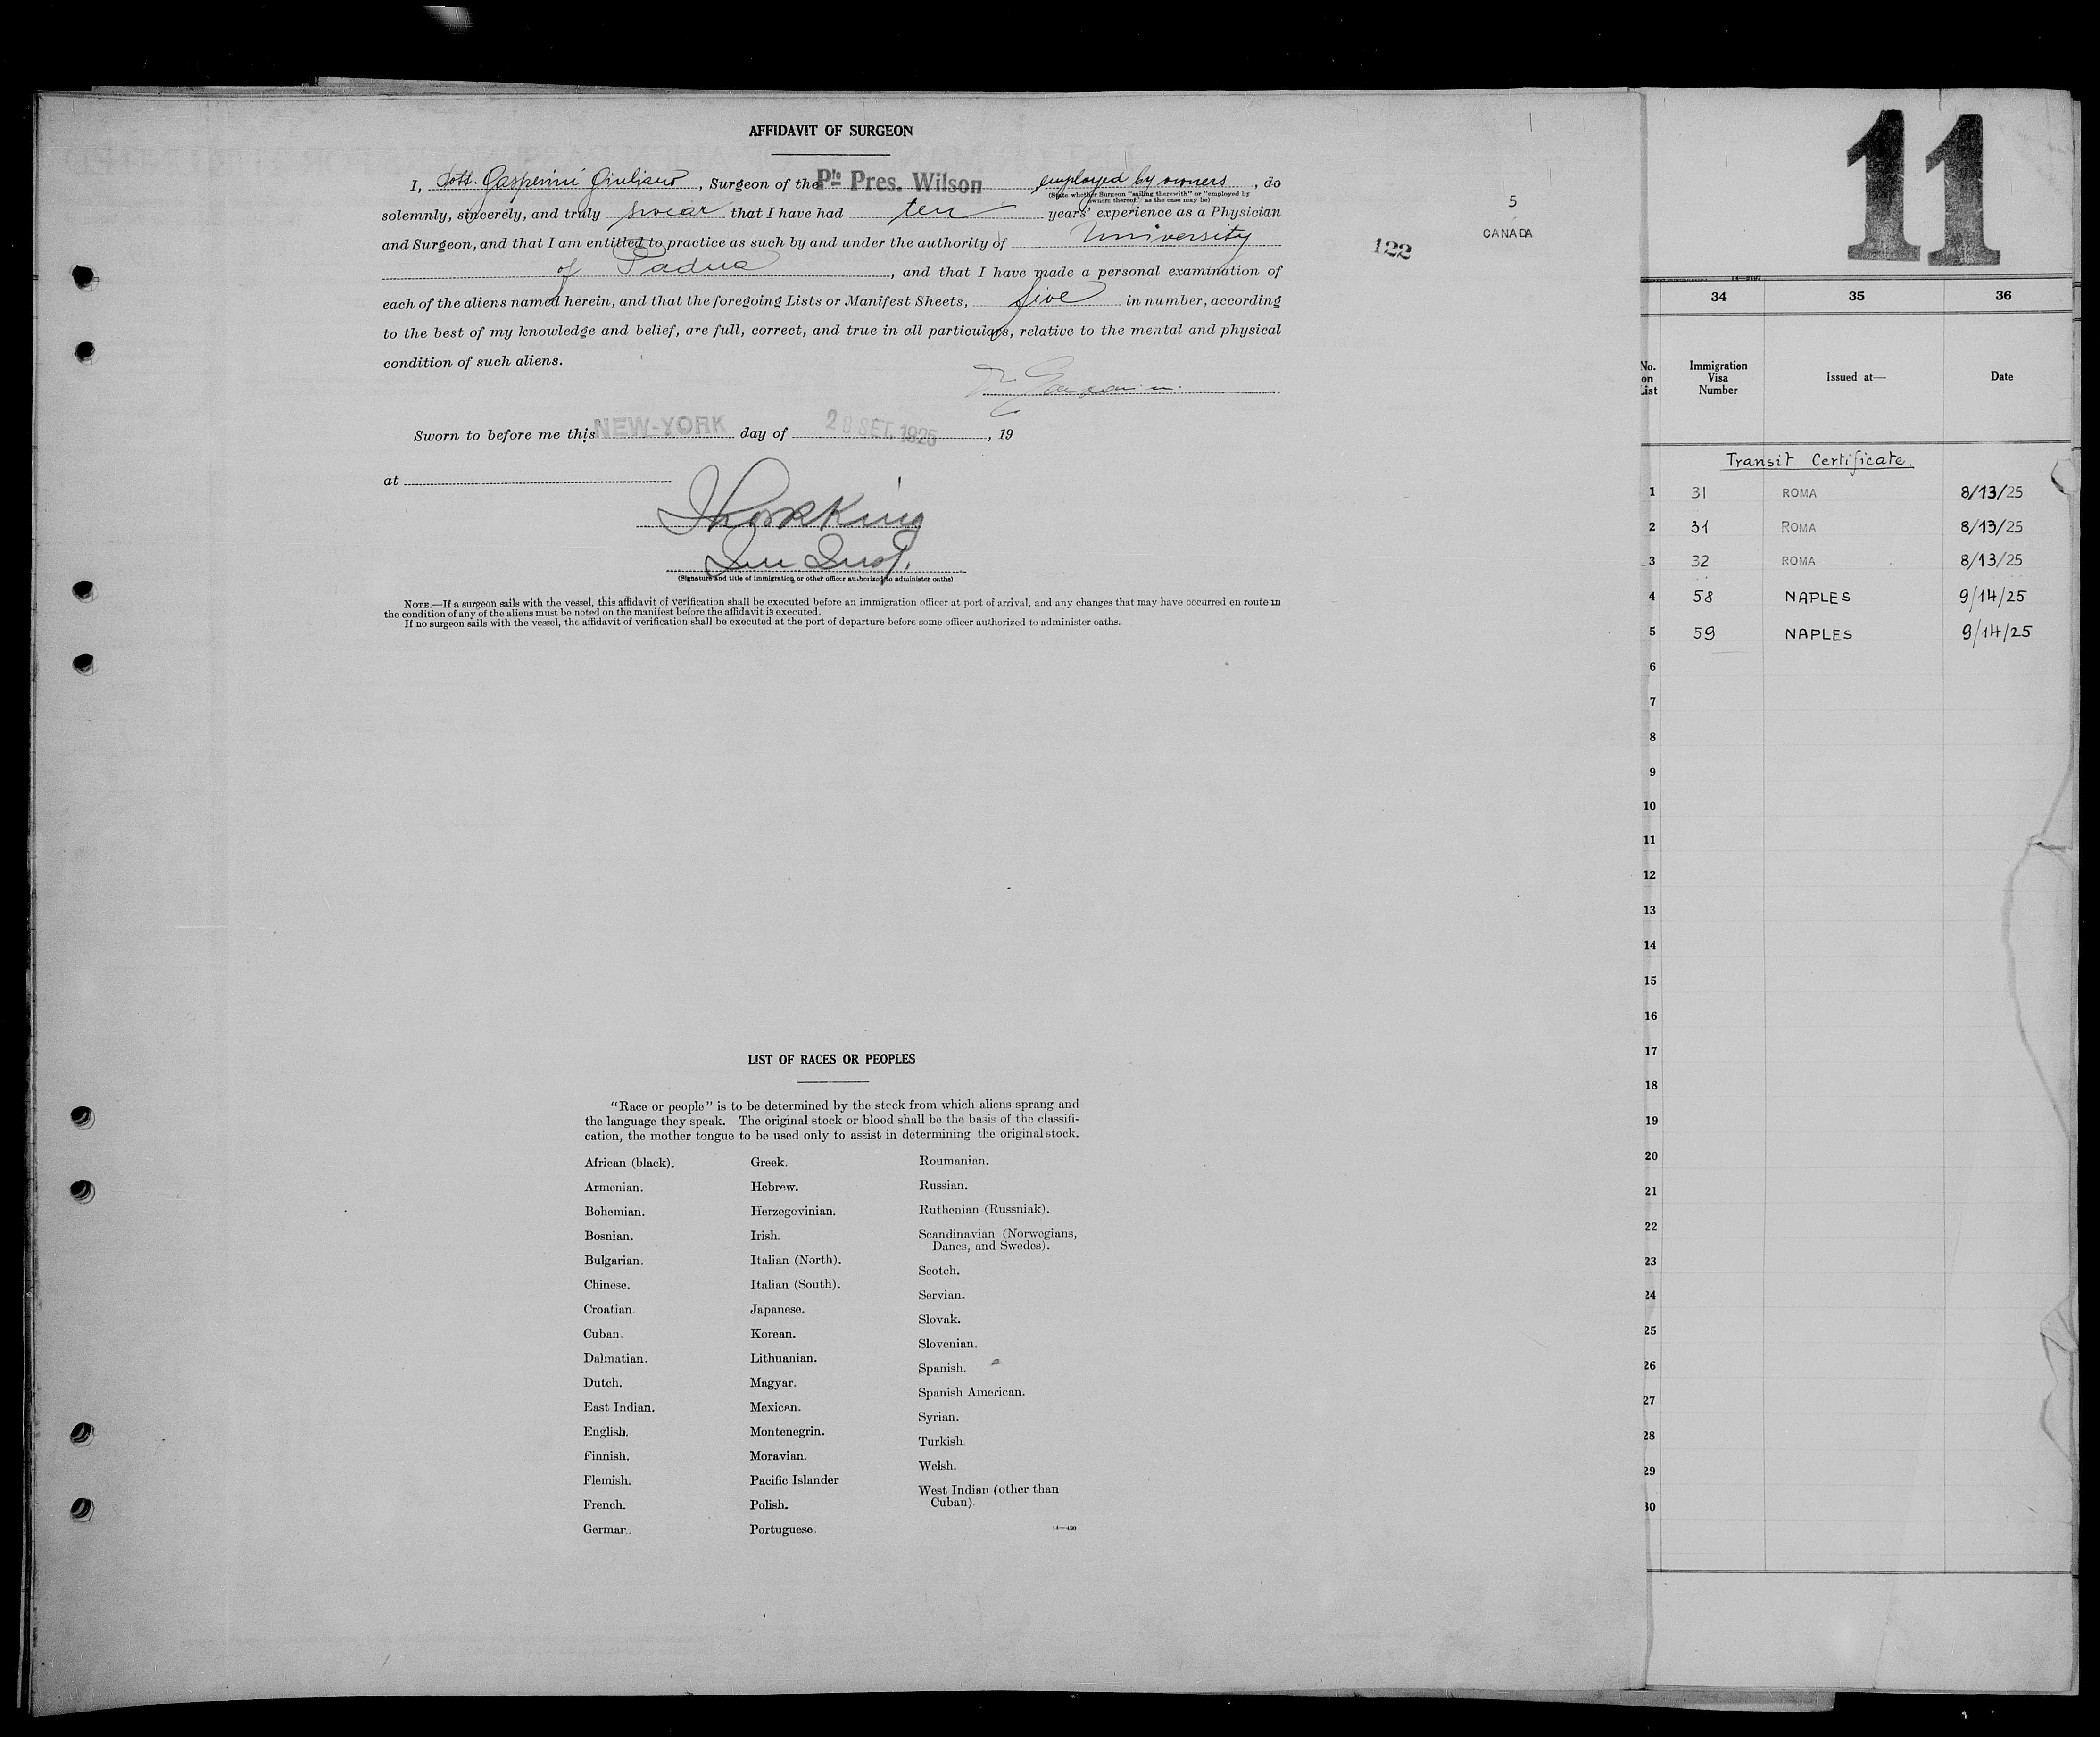 AFFIDAVIT OF SURGEON
I, Dott. Gasperini Giuliano, Surgeon of the Pte Pres. Wilson employed by owners, do
(State whether Surgeon "sailing therewith" or "employed by
owners thereof," as the case may be)
solemnly, sincerely, and truly swear that I have had ten years' experience as a Physician
and Surgeon, and that I am entitled to practice as such by and under the authority of University
of Padua, and that I have made a personal examination of
each of the aliens named herein, and that the foregoing Lists or Manifest Sheets, five in number, according
to the best of my knowledge and belief, are full, correct, and true in all particulars, relative to the mental and physical
condition of such aliens.
Sworn to before me this NEW-YORK day of 28 SET. 1925, 19
at
King
(Signature and title of immigration or other officer authorized to administer oaths)
NOTE.—If a surgeon sails with the vessel, this affidavit of verification shall be executed before an immigration officer at port of arrival, and any changes that may have occurred en route in
the condition of any of the aliens must be noted on the manifest before the affidavit is executed.
If no surgeon sails with the vessel, the affidavit of verification shall be executed at the port of departure before some officer authorized to administer oaths.
122
5
CANADA
LIST OF RACES OR PEOPLES
"Race or people" is to be determined by the stock from which aliens sprang and
the language they speak. The original stock or blood shall be the basis of the classifi-
cation, the mother tongue to be used only to assist in determining the original stock.
African (black).
Armenian.
Bohemian.
Bosnian.
Bulgarian.
Chinese.
Croatian
Cuban.
Dalmatian.
Dutch.
East Indian.
English.
Finnish.
Flemish.
French.
German.
Greek.
Hebrew.
Herzegovinian.
Irish.
Italian (North).
Italian (South).
Japanese.
Korean.
Lithuanian.
Magyar.
Mexican.
Montenegrin.
Moravian.
Pacific Islander
Polish.
Portuguese.
Roumanian.
Russian.
Ruthenian (Russniak).
Scandinavian (Norwegians,
Danes, and Swedes).
Scotch.
Servian.
Slovak.
Slovenian.
Spanish.
Spanish American.
Syrian.
Turkish.
Welsh.
West Indian (other than
Cuban).
14—430
11
34 35 36
No. on List Immigration Visa Number Issued at— Date
Transit Certificate.
1 31 ROMA 8/13/25
2 31 ROMA 8/13/25
3 32 ROMA 8/13/25
4 58 NAPLES 9/14/25
5 59 NAPLES 9/14/25
6
7
8
9
10
11
12
13
14
15
16
17
18
19
20
21
22
23
24
25
26
27
28
29
30